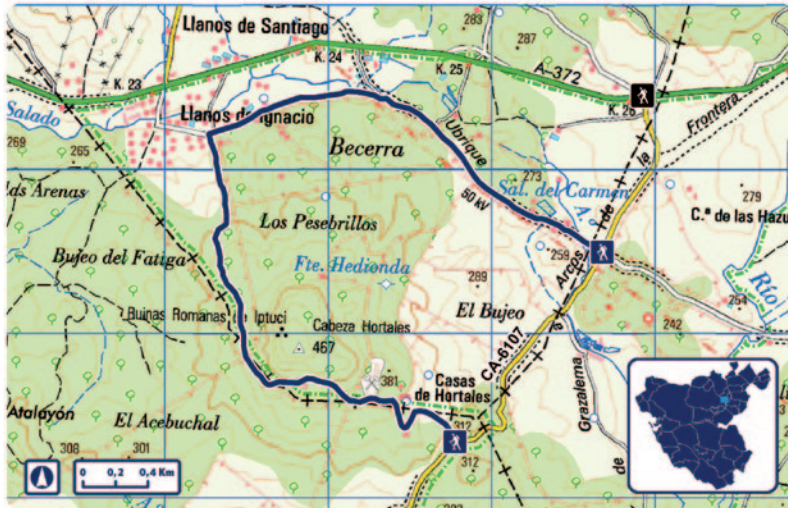 Llanos de Santiago
283
287
K. 24
K. 25
A-372
K. 23
K. 26
Salado
Llanos de Ignacio
Frontera
la
de
Arcos
a
269
265
Becerra
Ubrique
273
Sal. del Carmen
279
50 kV
las Arenas
Los Pesebrillos
C.ª de las Hazu
Bujeo del Fatiga
Fte. Hedionda
259
289
Río
254
El Bujeo
242
Ruinas Romanas de Iptuci
Cabeza Hortales
467
CA-6107
381
Casas
de Hortales
Grazalema
de
Atalayón
El Acebuchal
312
312
308
301
0 0,2 0,4 Km